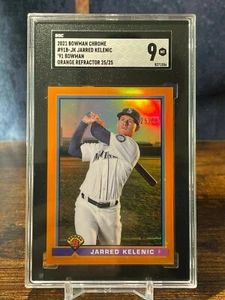 SGC
2021 BOWMAN CHROME
#91B-JK JARRED KELENIC
'91 BOWMAN
ORANGE REFRACTOR 25/25
9
JARRED KELENIC